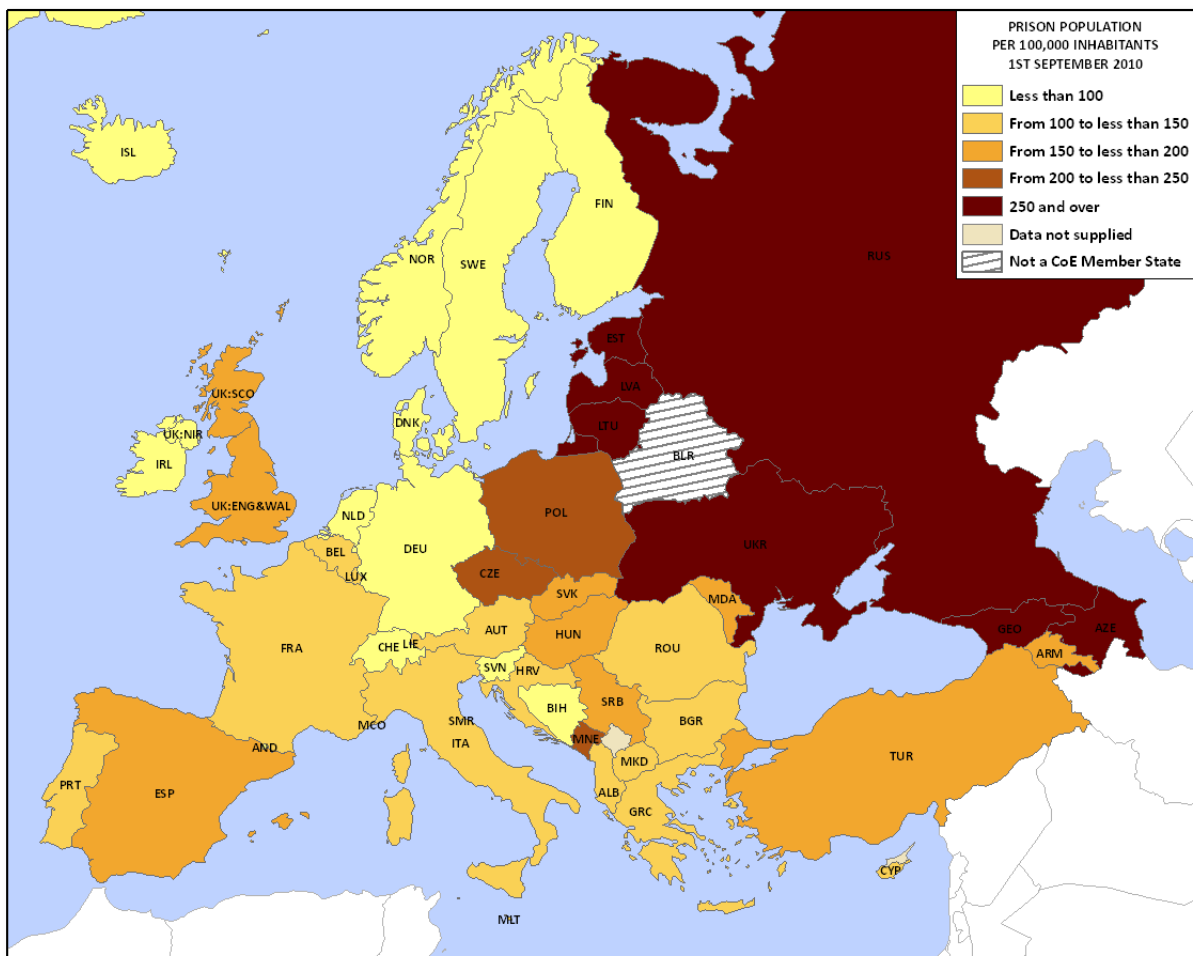 PRISON POPULATION
PER 100,000 INHABITANTS
1ST SEPTEMBER 2010
Less than 100
From 100 to less than 150
From 150 to less than 200
From 200 to less than 250
250 and over
Data not supplied
Not a CoE Member State
ISL
FIN
NOR
SWE
RUS
EST
LVA
LTU
UK:SCO
DNK
UK:NIR
IRL
BLR
UK:ENG&WAL
NLD
POL
DEU
UKR
BEL
LUX
CZE
SVK
MDA
AUT
HUN
GEO
AZE
FRA
CHE
LIE
ROU
ARM
SVN
HRV
BIH
SRB
MCO
SMR
ITA
MNE
BGR
AND
MKD
TUR
PRT
ESP
ALB
GRC
CYP
MLT